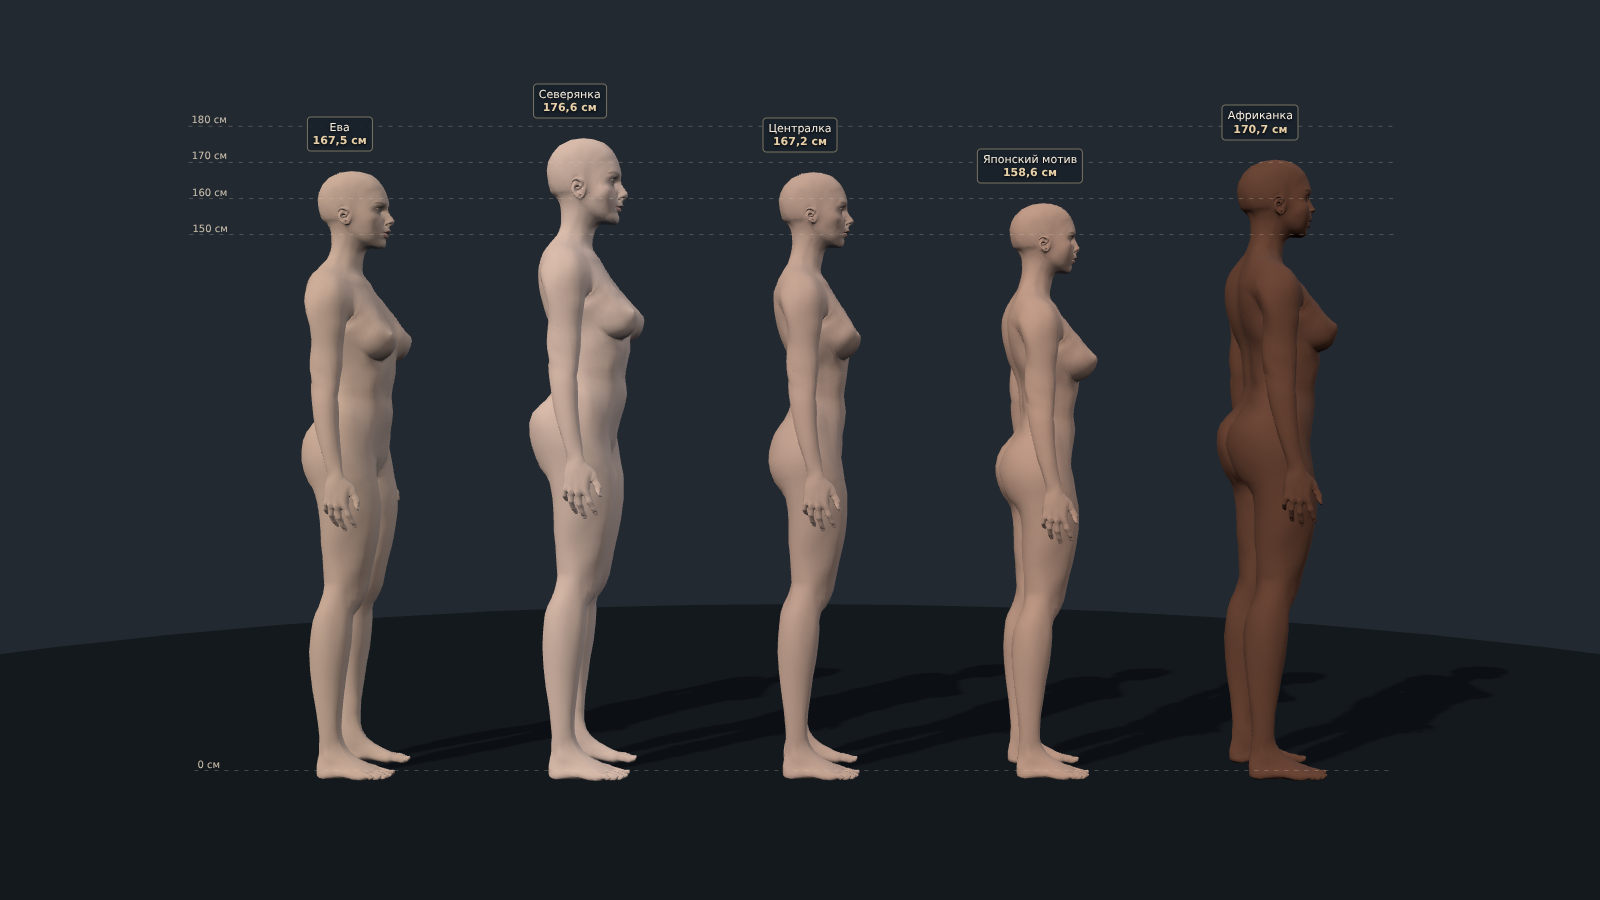 Северянка
176,6 см
Африканка
170,7 см
Ева
167,5 см
Централка
167,2 см
Японский мотив
158,6 см
180 см
170 см
160 см
150 см
0 см